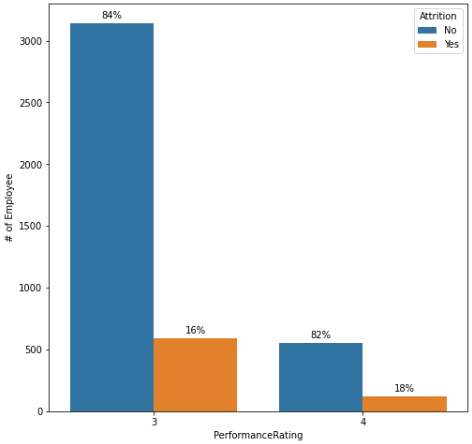 84%
Attrition
No
Yes
3000
2500
2000
1500
1000
500
0
# of Employee
16%
82%
18%
3
4
PerformanceRating